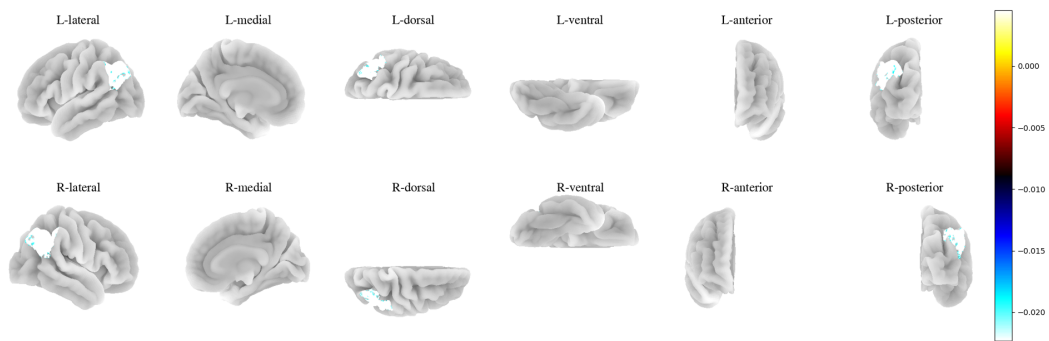 L-lateral
L-medial
L-dorsal
L-ventral
L-anterior
L-posterior
R-lateral
R-medial
R-dorsal
R-ventral
R-anterior
R-posterior
0.000
−0.005
−0.010
−0.015
−0.020